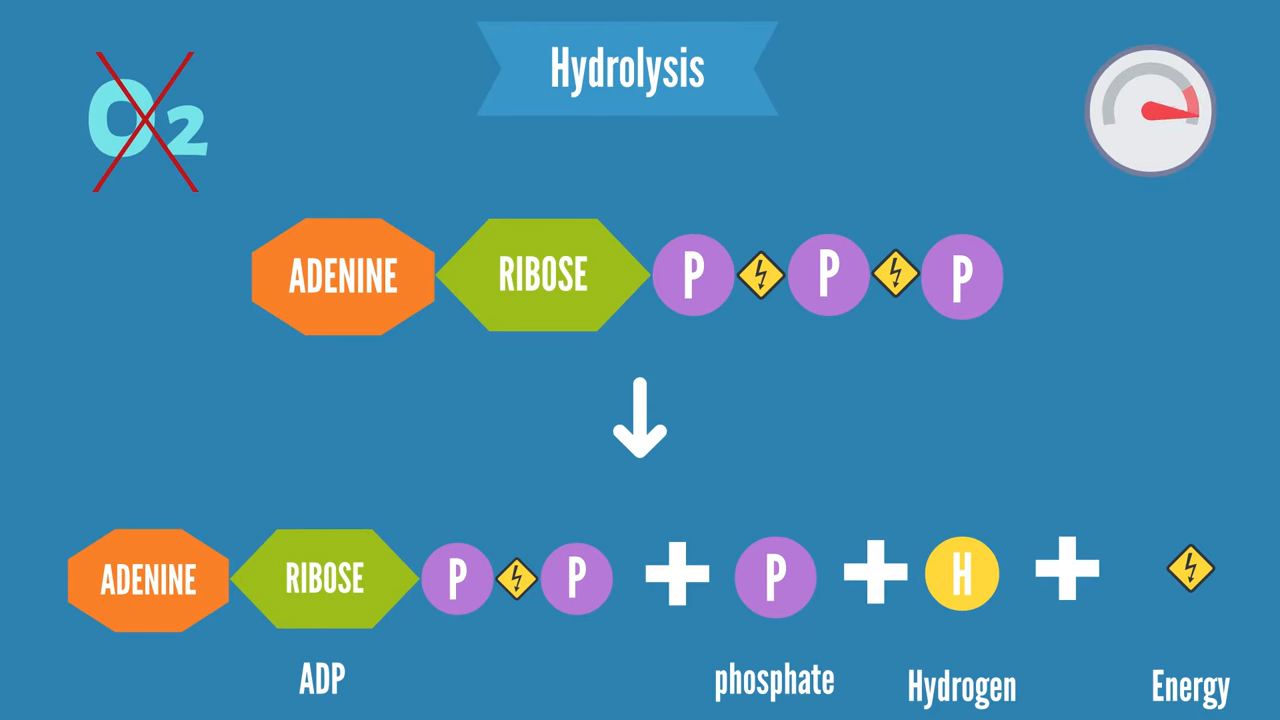 Hydrolysis
O2
ADENINE RIBOSE P P P
ADENINE RIBOSE P P + P + H + 
ADP phosphate Hydrogen Energy